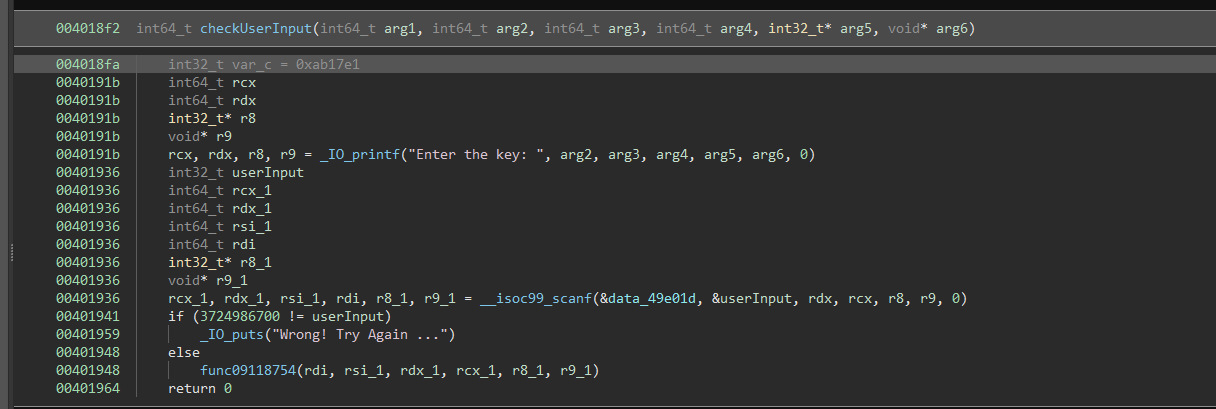 004018f2 int64_t checkUserInput(int64_t arg1, int64_t arg2, int64_t arg3, int64_t arg4, int32_t* arg5, void* arg6)
004018fa int32_t var_c = 0xab17e1
0040191b int64_t rcx
0040191b int64_t rdx
0040191b int32_t* r8
0040191b void* r9
0040191b rcx, rdx, r8, r9 = _IO_printf("Enter the key: ", arg2, arg3, arg4, arg5, arg6, 0)
00401936 int32_t userInput
00401936 int64_t rcx_1
00401936 int64_t rdx_1
00401936 int64_t rsi_1
00401936 int64_t rdi
00401936 int32_t* r8_1
00401936 void* r9_1
00401936 rcx_1, rdx_1, rsi_1, rdi, r8_1, r9_1 = __isoc99_scanf(&data_49e01d, &userInput, rdx, rcx, r8, r9, 0)
00401941 if (3724986700 != userInput)
00401959 _IO_puts("Wrong! Try Again ...")
00401948 else
00401948 func09118754(rdi, rsi_1, rdx_1, rcx_1, r8_1, r9_1)
00401964 return 0